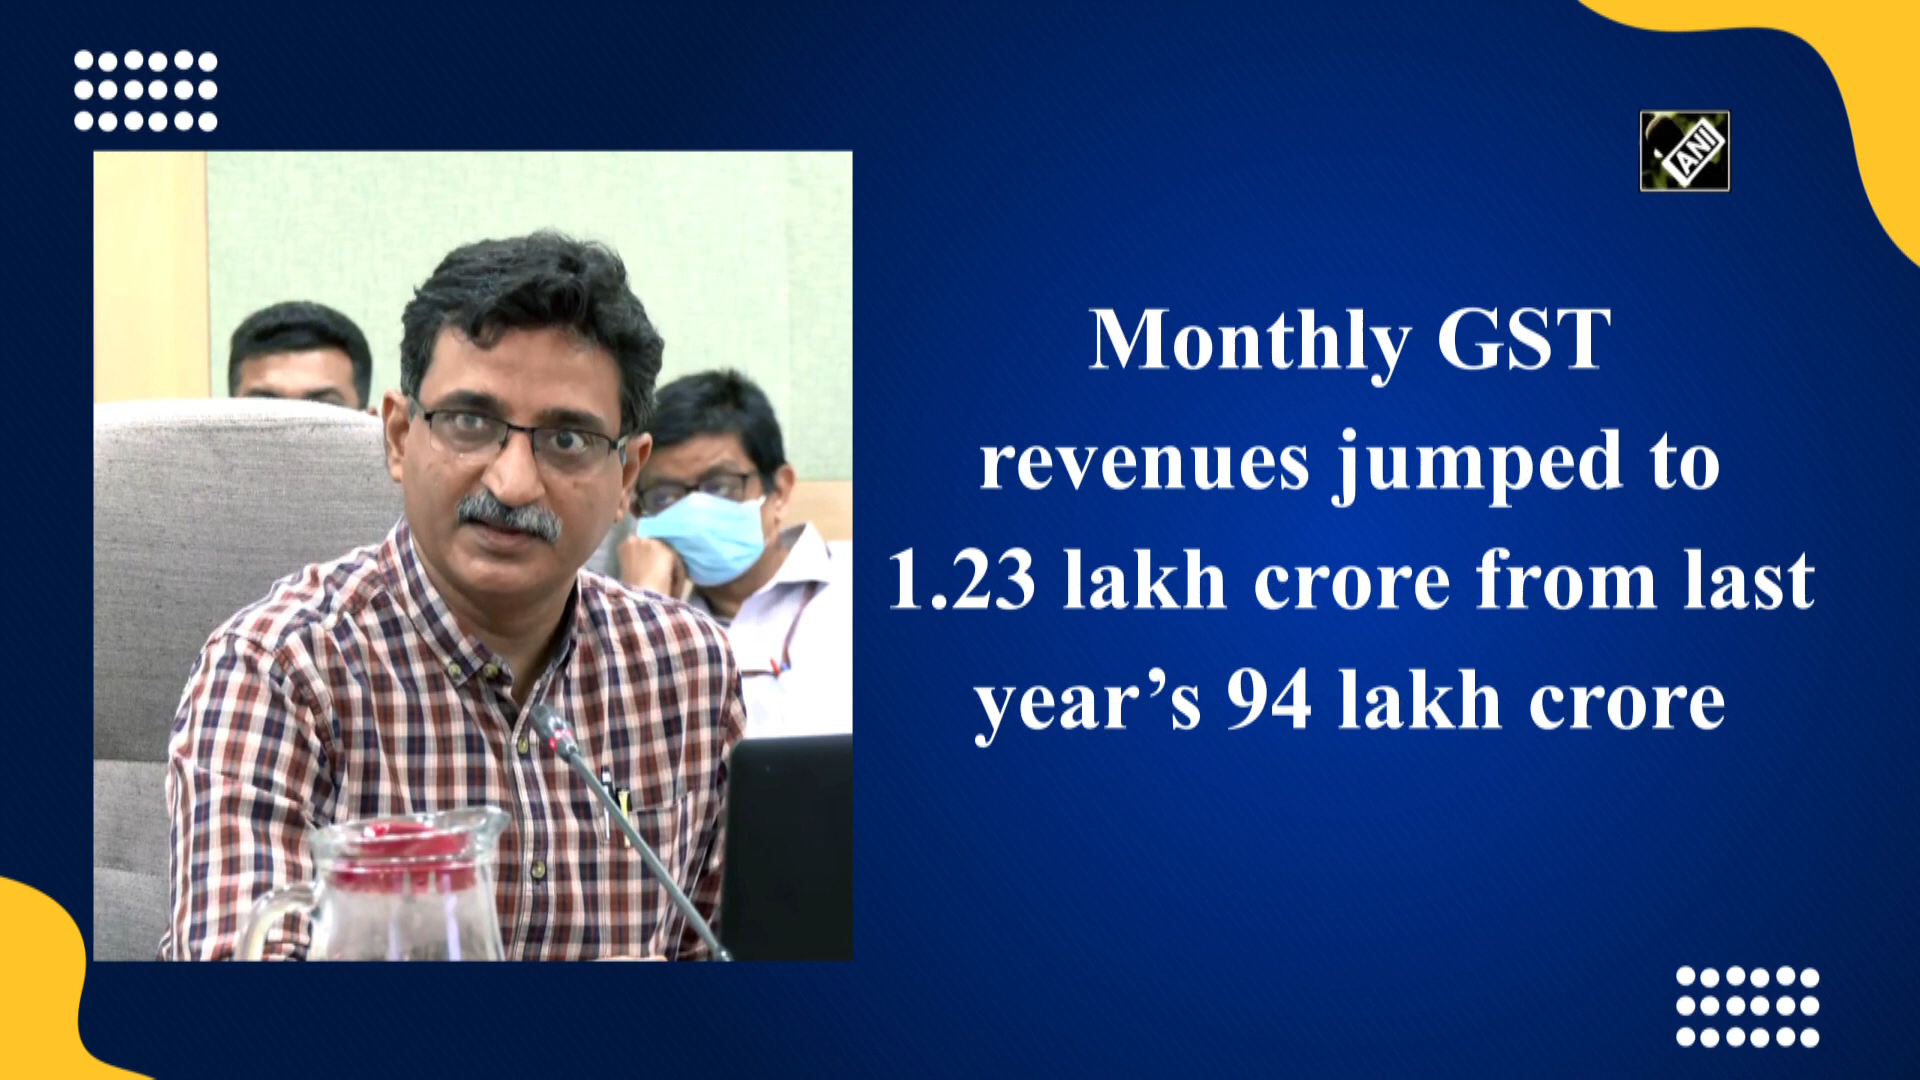 ANI
Monthly GST
revenues jumped to
1.23 lakh crore from last
year’s 94 lakh crore